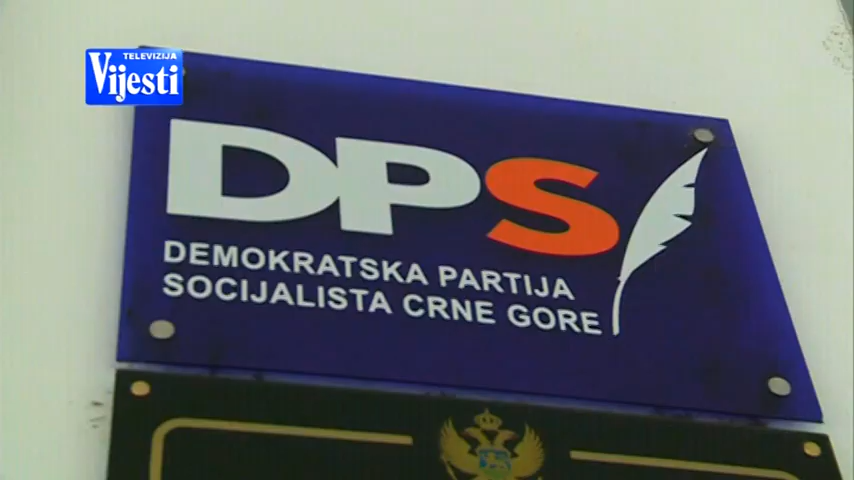 TELEVIZIJA
Vijesti
DPS
DEMOKRATSKA PARTIJA
SOCIJALISTA CRNE GORE